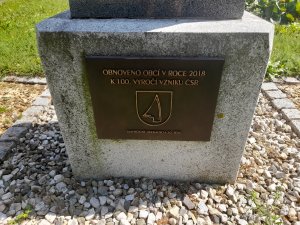 OBNOVENO OBCÍ V ROCE 2018
K 100. VÝROČÍ VZNIKU ČSR